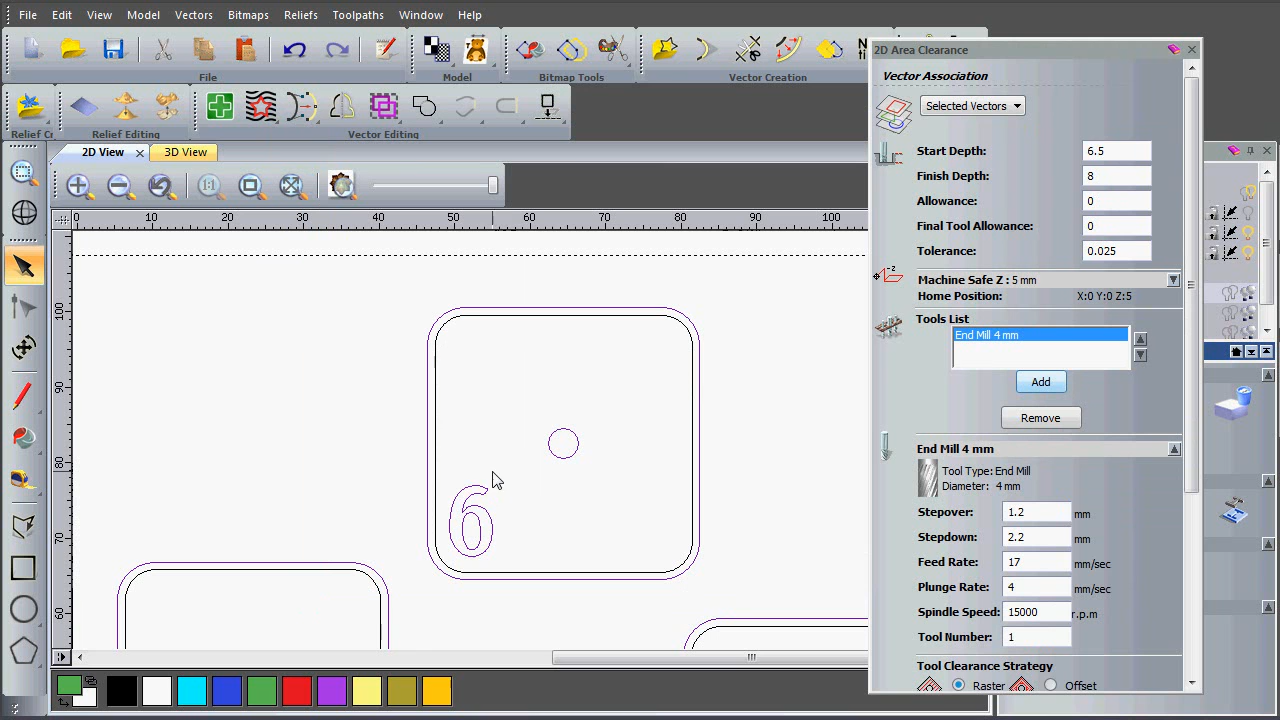 File Edit View Model Vectors Bitmaps Reliefs Toolpaths Window Help
File Model Bitmap Tools Vector Creation
Relief Editing Vector Editing
2D View 3D View
1:1
0 10 20 30 40 50 60 70 80 90 100
100
90
80
70
60
6
2D Area Clearance
Vector Association
Selected Vectors
Start Depth: 6.5
Finish Depth: 8
Allowance: 0
Final Tool Allowance: 0
Tolerance: 0.025
Machine Safe Z : 5 mm
Home Position: X:0 Y:0 Z:5
Tools List
End Mill 4 mm
Add
Remove
End Mill 4 mm
Tool Type: End Mill
Diameter: 4 mm
Stepover: 1.2 mm
Stepdown: 2.2 mm
Feed Rate: 17 mm/sec
Plunge Rate: 4 mm/sec
Spindle Speed: 15000 r.p.m
Tool Number: 1
Tool Clearance Strategy
Raster Offset